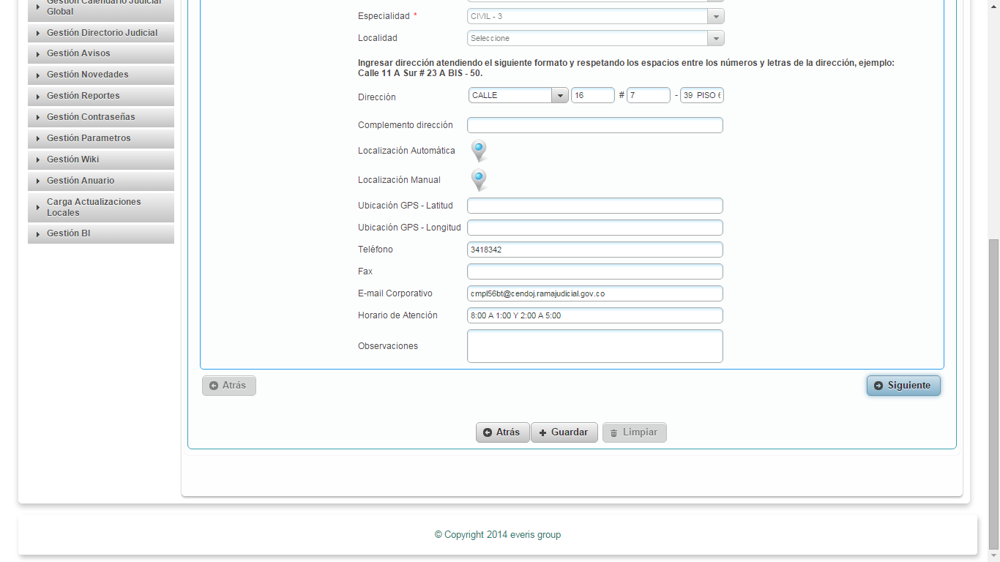 Gestión Calendario Judicial
Global
Gestión Directorio Judicial
Gestión Avisos
Gestión Novedades
Gestión Reportes
Gestión Contraseñas
Gestión Parametros
Gestión Wiki
Gestión Anuario
Carga Actualizaciones
Locales
Gestión BI
Especialidad * CIVIL - 3
Localidad Seleccione
Ingresar dirección atendiendo el siguiente formato y respetando los espacios entre los números y letras de la dirección, ejemplo:
Calle 11 A Sur # 23 A BIS - 50.
Dirección CALLE 16 # 7 - 39 PISO 6
Complemento dirección
Localización Automática
Localización Manual
Ubicación GPS - Latitud
Ubicación GPS - Longitud
Teléfono 3418342
Fax
E-mail Corporativo cmpl56bt@cendoj.ramajudicial.gov.co
Horario de Atención 8:00 A 1:00 Y 2:00 A 5:00
Observaciones
Atrás Siguiente
Atrás Guardar Limpiar
© Copyright 2014 everis group